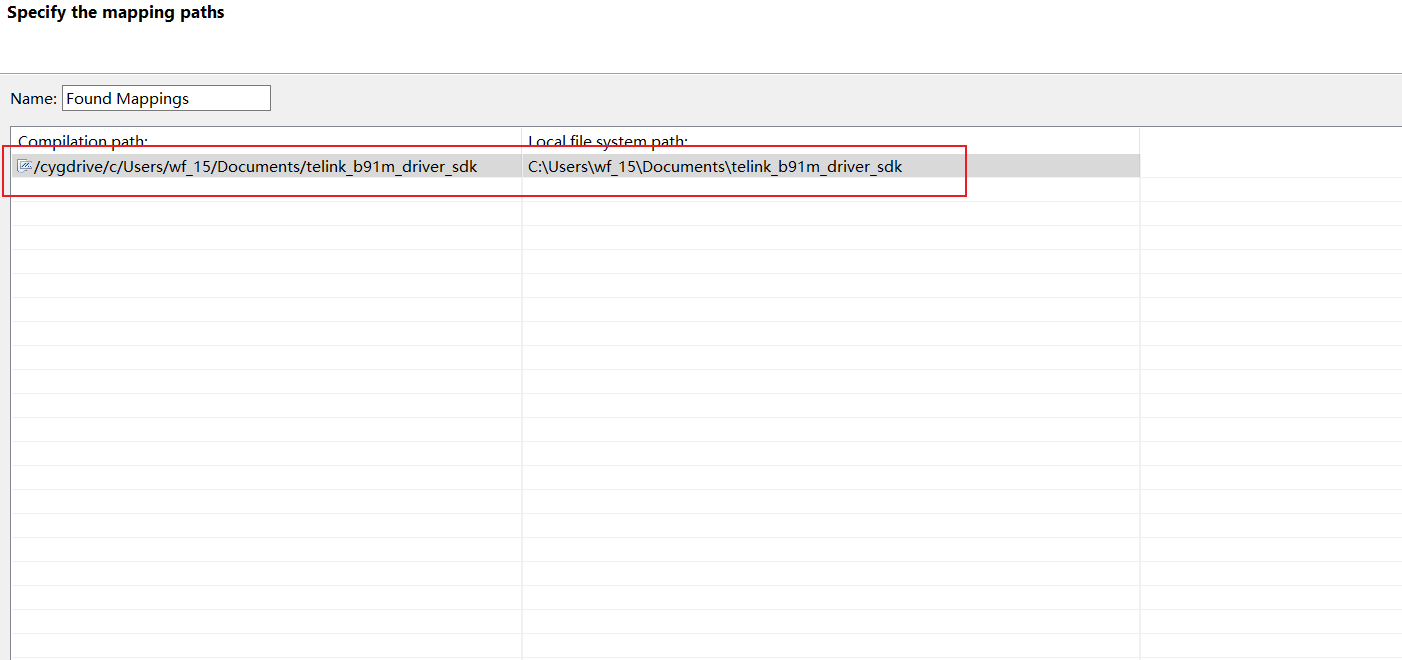 Specify the mapping paths
Name: Found Mappings
Compilation path: Local file system path:
/cygdrive/c/Users/wf_15/Documents/telink_b91m_driver_sdk C:\Users\wf_15\Documents\telink_b91m_driver_sdk